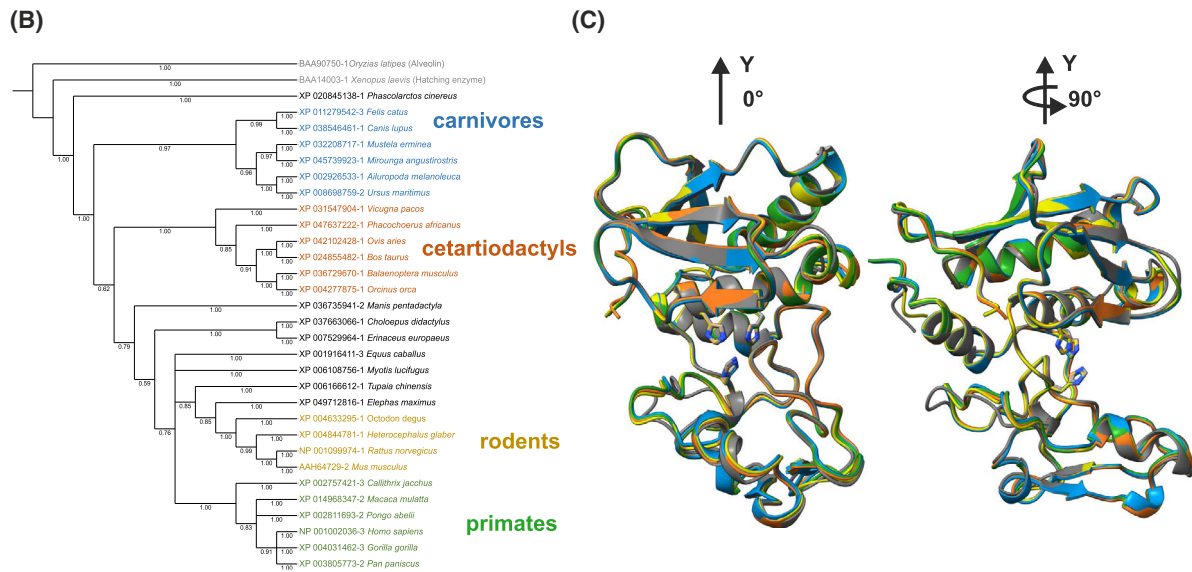 (B)
BAA90750-1Oryzias latipes (Alveolin)
1.00
BAA14003-1 Xenopus laevis (Hatching enzyme)
1.00
XP 020845138-1 Phascolarctos cinereus
1.00
XP 011279542-3 Felis catus
1.00
0.99
carnivores
XP 038546461-1 Canis lupus
1.00
1.00
0.97
XP 032208717-1 Mustela erminea
1.00
0.97
XP 045739923-1 Mirounga angustirostris
1.00
0.96
XP 002926533-1 Ailuropoda melanoleuca
1.00
1.00
XP 008698759-2 Ursus maritimus
1.00
XP 031547904-1 Vicugna pacos
1.00
XP 047637222-1 Phacochoerus africanus
1.00
cetartiodactyls
XP 042102428-1 Ovis aries
1.00
0.85
XP 024855482-1 Bos taurus
1.00
XP 036729670-1 Balaenoptera musculus
1.00
0.91
0.62
XP 004277875-1 Orcinus orca
1.00
XP 036735941-2 Manis pentadactyla
1.00
XP 037663066-1 Choloepus didactylus
1.00
XP 007529964-1 Erinaceus europaeus
1.00
0.79
XP 001916411-3 Equus caballus
1.00
XP 006108756-1 Myotis lucifugus
1.00
0.59
XP 006166612-1 Tupaia chinensis
1.00
0.85
XP 049712816-1 Elephas maximus
1.00
0.85
XP 004633295-1 Octodon degus
1.00
0.76
XP 004844781-1 Heterocephalus glaber
1.00
1.00
rodents
NP 001099974-1 Rattus norvegicus
1.00
0.99
AAH64729-2 Mus musculus
1.00
1.00
XP 002757421-3 Callithrix jacchus
1.00
XP 014968347-2 Macaca mulatta
1.00
1.00
XP 002811693-2 Pongo abelii
1.00
0.83
primates
NP 001002036-3 Homo sapiens
1.00
XP 004031462-3 Gorilla gorilla
1.00
0.91
XP 003805773-2 Pan paniscus
1.00
(C)
Y
0°
Y
90°